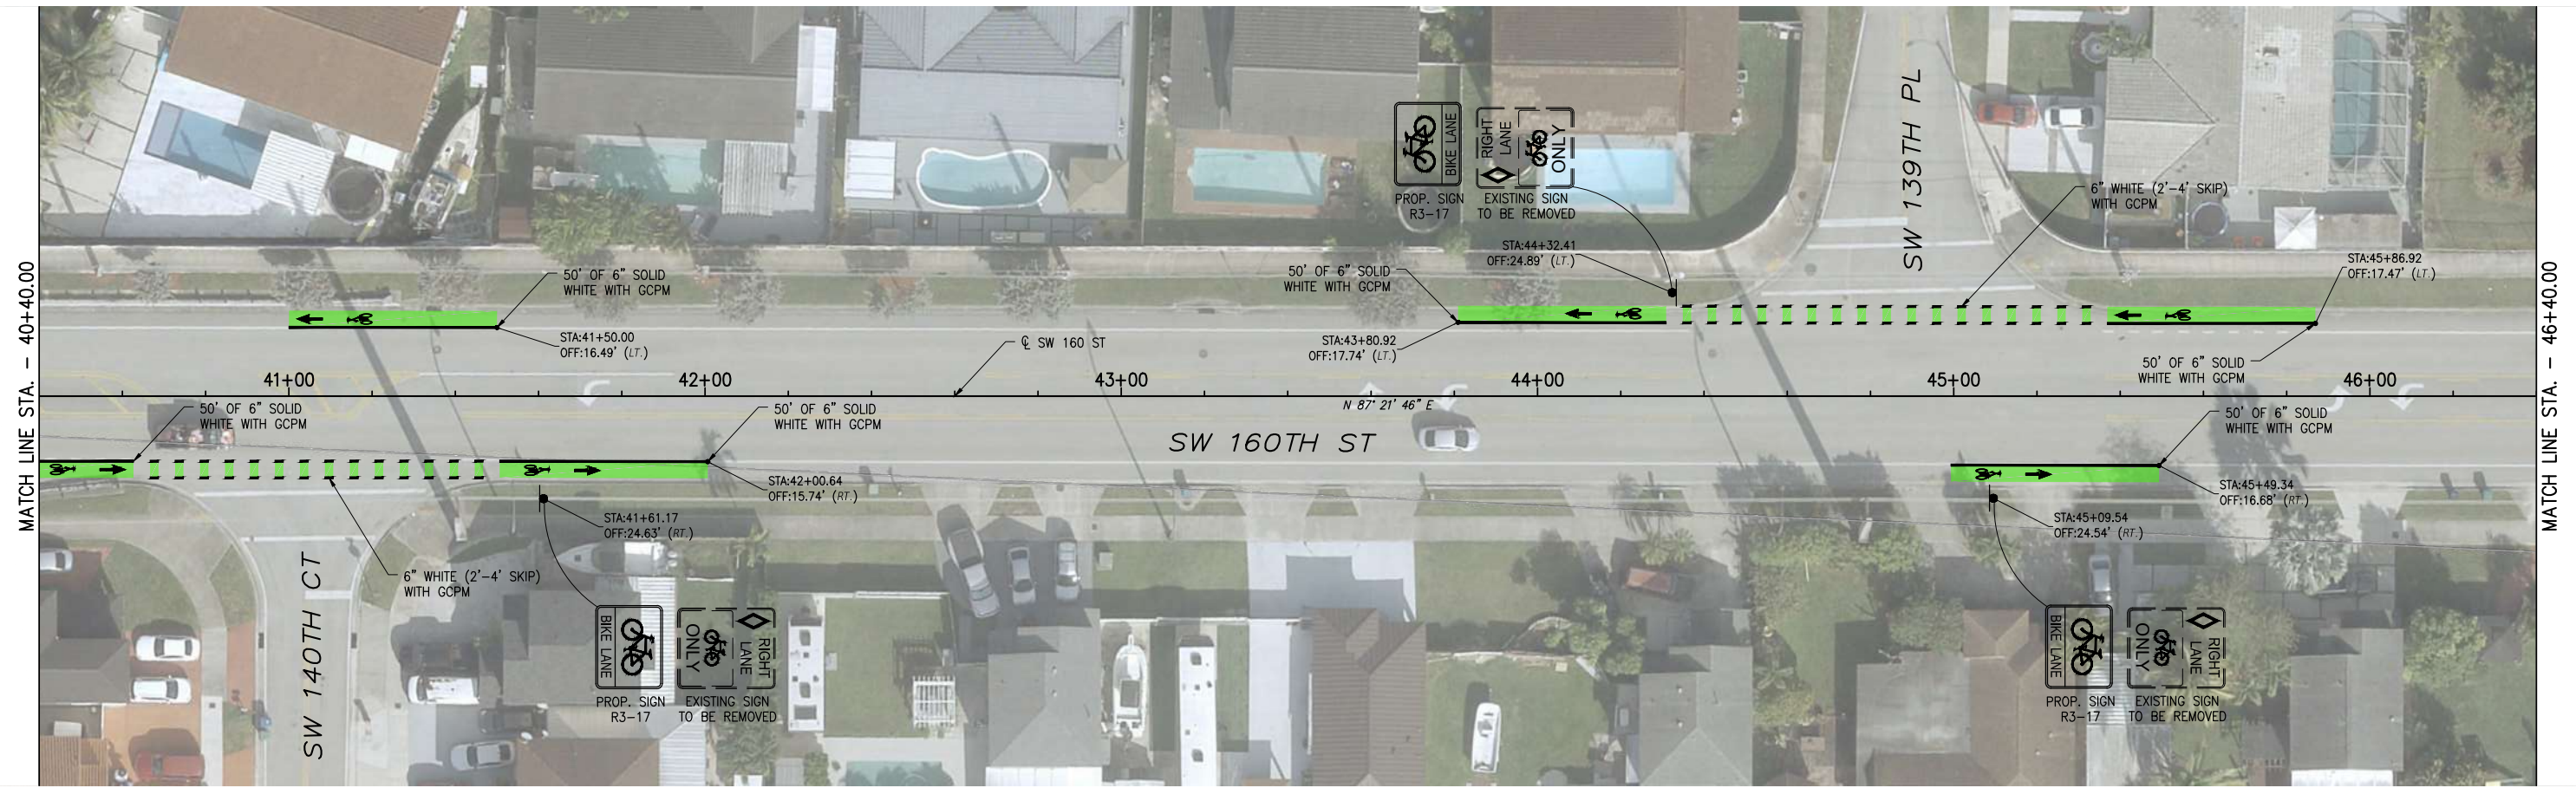 MATCH LINE STA. - 40+40.00
BIKE LANE
RIGHT
LANE
ONLY
PROP. SIGN
R3-17
EXISTING SIGN
TO BE REMOVED
SW 139TH PL
6" WHITE (2'-4' SKIP)
WITH GCPM
STA:44+32.41
OFF:24.89' (LT.)
50' OF 6" SOLID
WHITE WITH GCPM
50' OF 6" SOLID
WHITE WITH GCPM
STA:45+86.92
OFF:17.47' (LT.)
STA:41+50.00
OFF:16.49' (LT.)
℄ SW 160 ST
STA:43+80.92
OFF:17.74' (LT.)
50' OF 6" SOLID
WHITE WITH GCPM
41+00
42+00
43+00
44+00
45+00
46+00
N 87° 21' 46" E
50' OF 6" SOLID
WHITE WITH GCPM
50' OF 6" SOLID
WHITE WITH GCPM
SW 160TH ST
50' OF 6" SOLID
WHITE WITH GCPM
STA:42+00.64
OFF:15.74' (RT.)
STA:45+49.34
OFF:16.68' (RT.)
STA:41+61.17
OFF:24.63' (RT.)
STA:45+09.54
OFF:24.54' (RT.)
6" WHITE (2'-4' SKIP)
WITH GCPM
SW 140TH CT
BIKE LANE
ONLY
RIGHT
LANE
PROP. SIGN
R3-17
EXISTING SIGN
TO BE REMOVED
BIKE LANE
ONLY
RIGHT
LANE
PROP. SIGN
R3-17
EXISTING SIGN
TO BE REMOVED
MATCH LINE STA. - 46+40.00